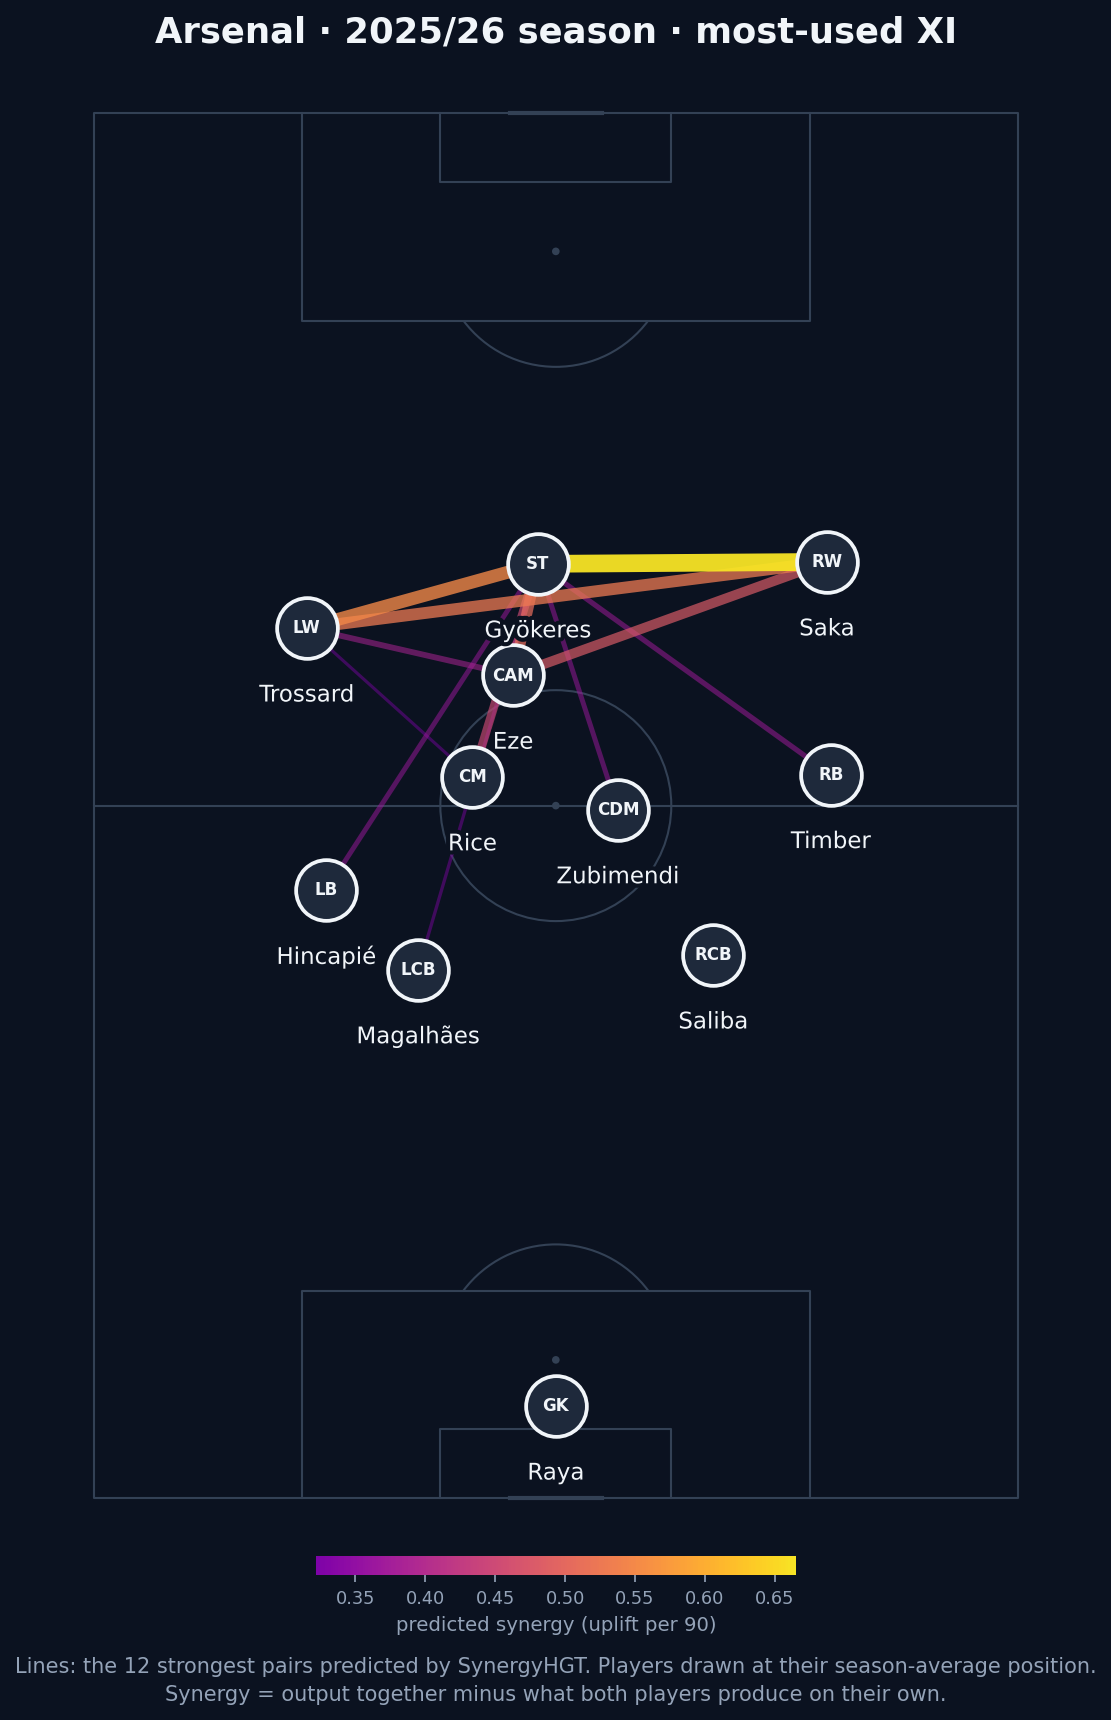 Arsenal · 2025/26 season · most-used XI
ST
RW
LW
Gyökeres
Saka
CAM
Trossard
Eze
CM
RB
CDM
Rice
Timber
Zubimendi
LB
Hincapié
RCB
LCB
Saliba
Magalhães
GK
Raya
0.35 0.40 0.45 0.50 0.55 0.60 0.65
predicted synergy (uplift per 90)
Lines: the 12 strongest pairs predicted by SynergyHGT. Players drawn at their season-average position.
Synergy = output together minus what both players produce on their own.